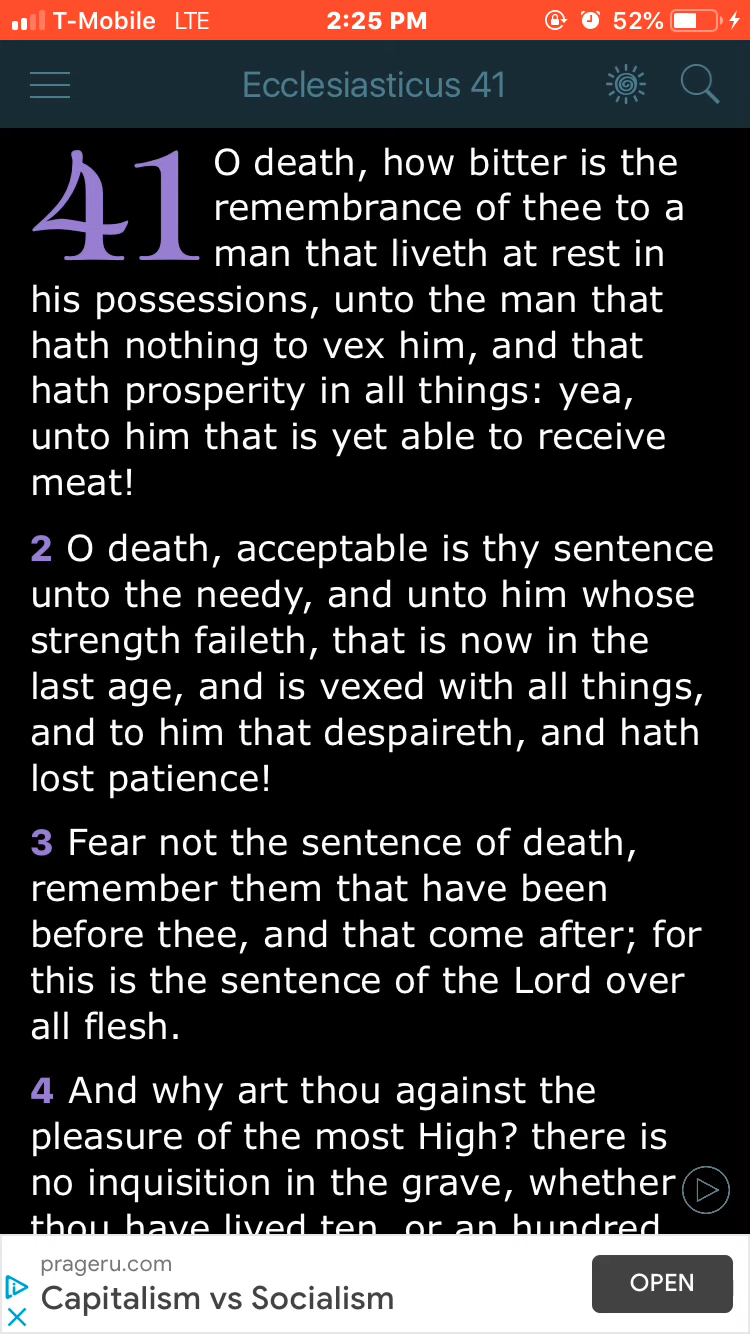 T-Mobile LTE 2:25 PM 52%
Ecclesiasticus 41
41 O death, how bitter is the
remembrance of thee to a
man that liveth at rest in
his possessions, unto the man that
hath nothing to vex him, and that
hath prosperity in all things: yea,
unto him that is yet able to receive
meat!
2 O death, acceptable is thy sentence
unto the needy, and unto him whose
strength faileth, that is now in the
last age, and is vexed with all things,
and to him that despaireth, and hath
lost patience!
3 Fear not the sentence of death,
remember them that have been
before thee, and that come after; for
this is the sentence of the Lord over
all flesh.
4 And why art thou against the
pleasure of the most High? there is
no inquisition in the grave, whether
thou have lived ten, or an hundred,
prageru.com
Capitalism vs Socialism
OPEN